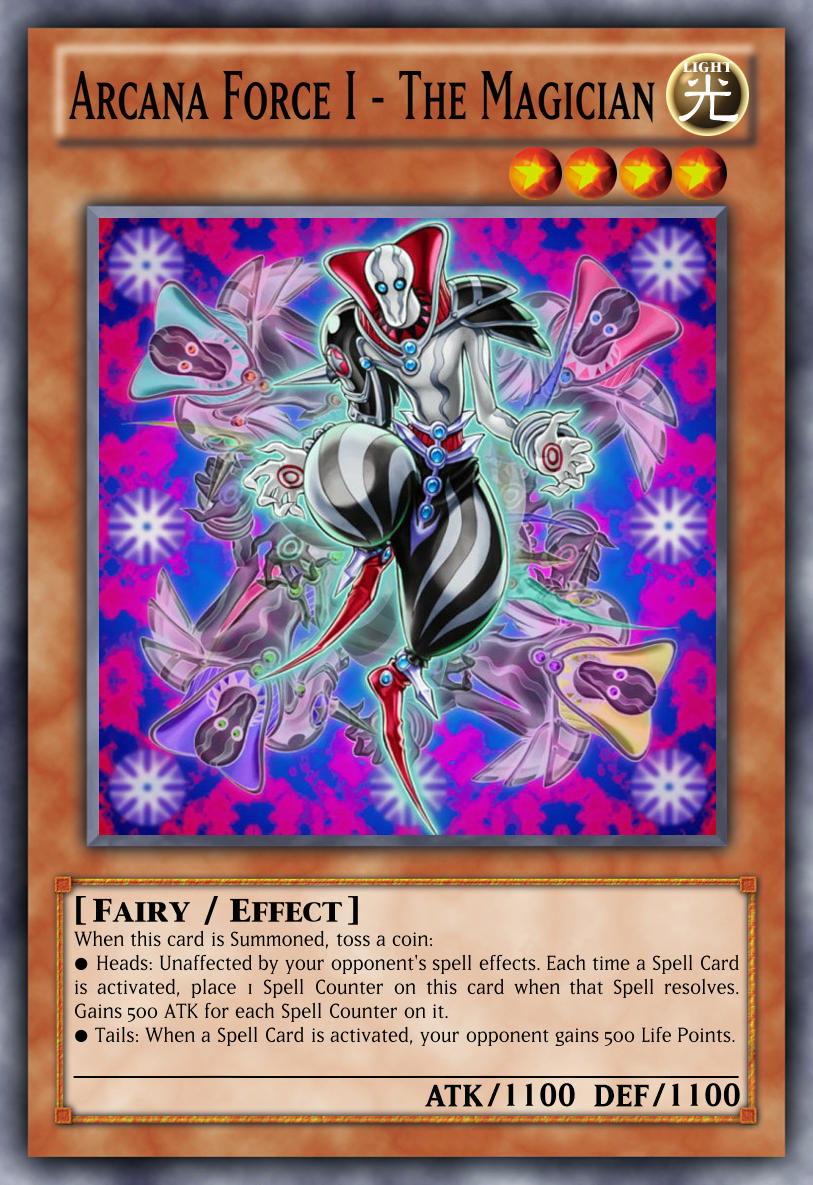 Arcana Force I - The Magician
LIGHT
光
[ Fairy / Effect ]
When this card is Summoned, toss a coin:
● Heads: Unaffected by your opponent's spell effects. Each time a Spell Card
is activated, place 1 Spell Counter on this card when that Spell resolves.
Gains 500 ATK for each Spell Counter on it.
● Tails: When a Spell Card is activated, your opponent gains 500 Life Points.
ATK/1100 DEF/1100